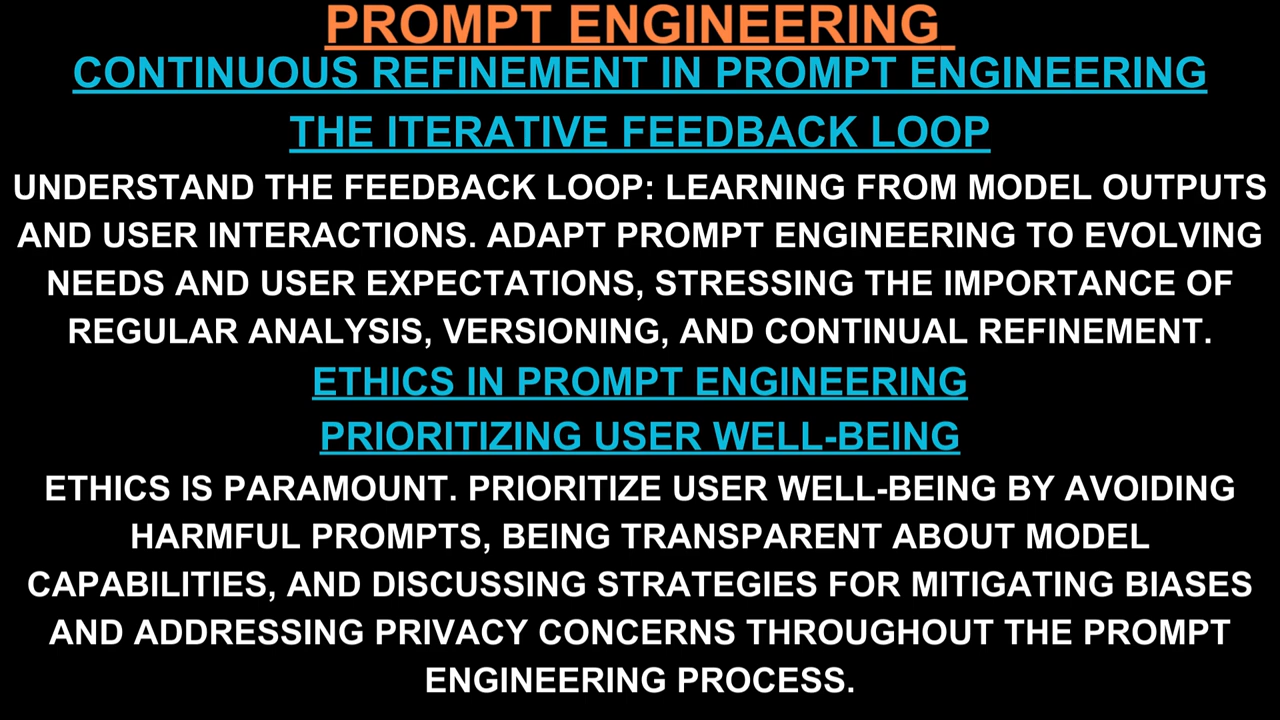 PROMPT ENGINEERING
CONTINUOUS REFINEMENT IN PROMPT ENGINEERING
THE ITERATIVE FEEDBACK LOOP
UNDERSTAND THE FEEDBACK LOOP: LEARNING FROM MODEL OUTPUTS
AND USER INTERACTIONS. ADAPT PROMPT ENGINEERING TO EVOLVING
NEEDS AND USER EXPECTATIONS, STRESSING THE IMPORTANCE OF
REGULAR ANALYSIS, VERSIONING, AND CONTINUAL REFINEMENT.
ETHICS IN PROMPT ENGINEERING
PRIORITIZING USER WELL-BEING
ETHICS IS PARAMOUNT. PRIORITIZE USER WELL-BEING BY AVOIDING
HARMFUL PROMPTS, BEING TRANSPARENT ABOUT MODEL
CAPABILITIES, AND DISCUSSING STRATEGIES FOR MITIGATING BIASES
AND ADDRESSING PRIVACY CONCERNS THROUGHOUT THE PROMPT
ENGINEERING PROCESS.